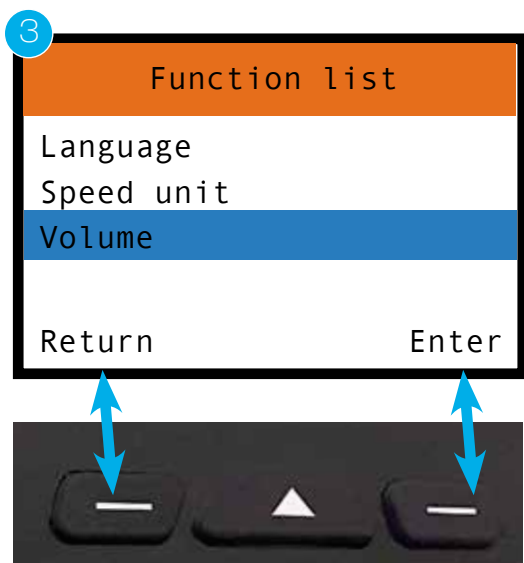 3
Function list
Language
Speed unit
Volume
Return Enter